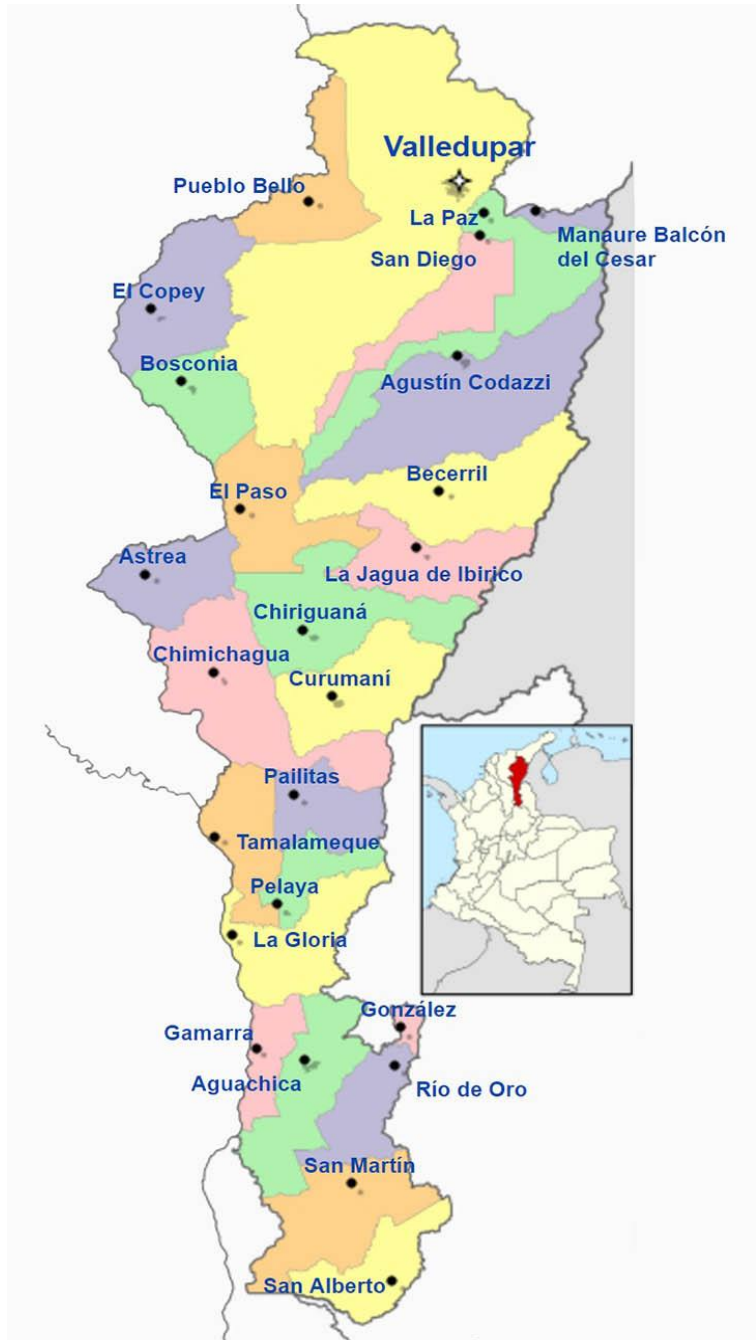 Valledupar
Pueblo Bello
La Paz
Manaure Balcón
del Cesar
San Diego
El Copey
Bosconia
Agustín Codazzi
Becerril
El Paso
Astrea
La Jagua de Ibirico
Chiriguaná
Chimichagua
Curumaní
Pailitas
Tamalameque
Pelaya
La Gloria
González
Gamarra
Aguachica
Río de Oro
San Martín
San Alberto